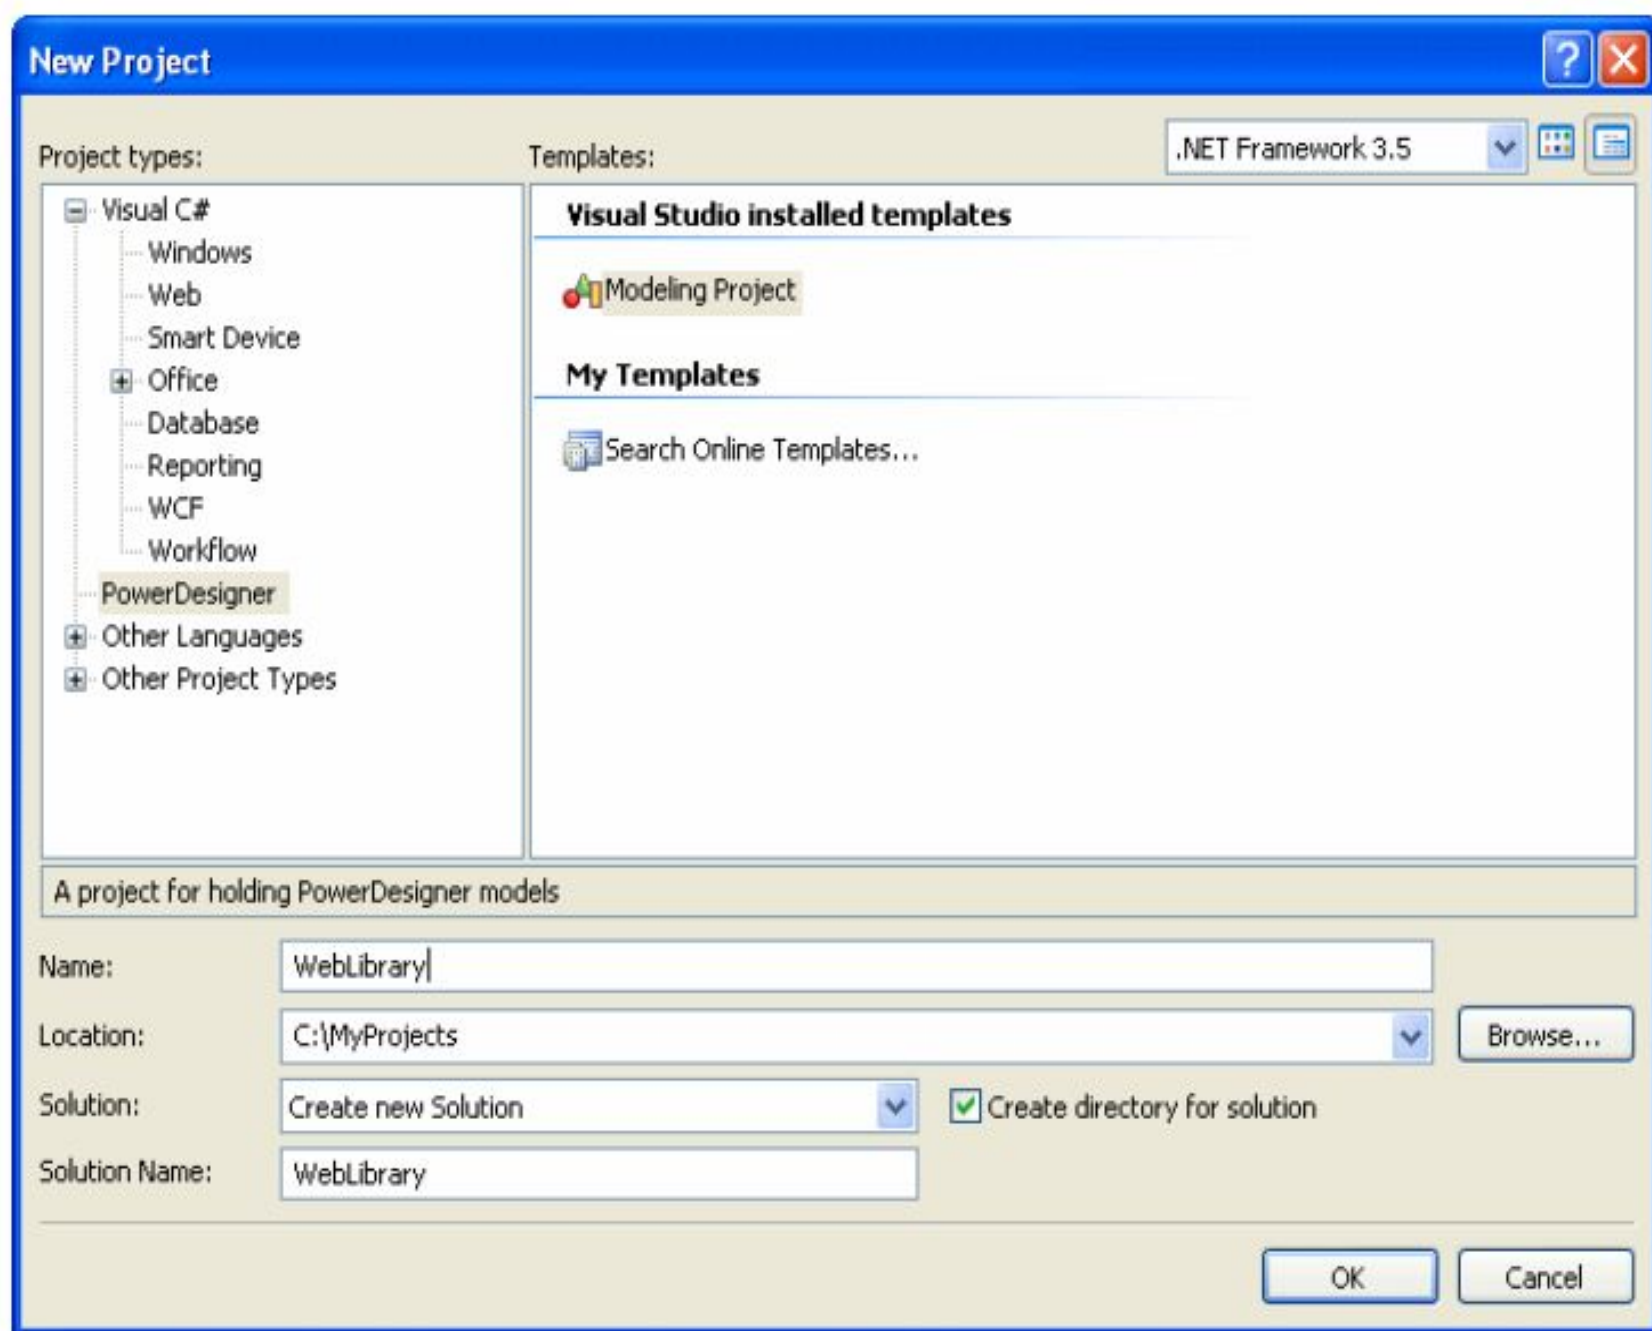 New Project
Project types:
Templates:
.NET Framework 3.5
Visual C#
Windows
Web
Smart Device
Office
Database
Reporting
WCF
Workflow
PowerDesigner
Other Languages
Other Project Types
Visual Studio installed templates
Modeling Project
My Templates
Search Online Templates...
A project for holding PowerDesigner models
Name: WebLibrary
Location: C:\MyProjects Browse...
Solution: Create new Solution Create directory for solution
Solution Name: WebLibrary
OK Cancel